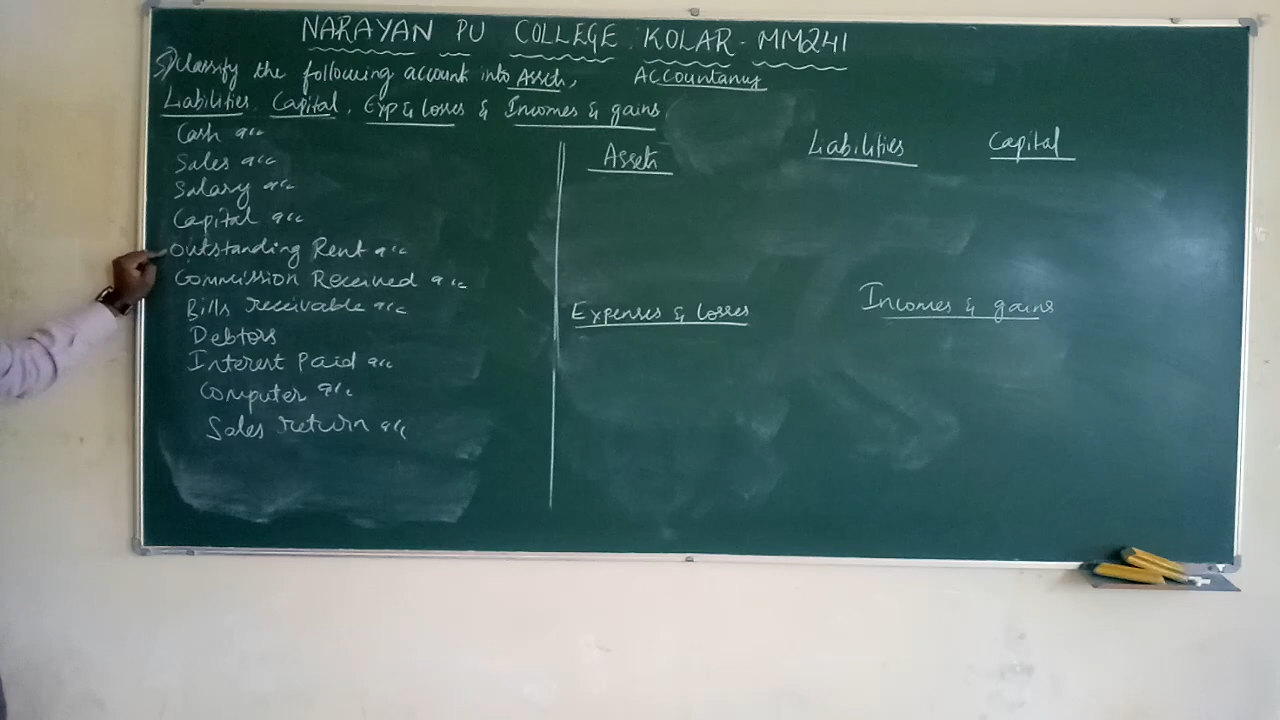 NARAYAN PU COLLEGE KOLAR - MM241
5) Classify the following account into Assets, Accountancy
Liabilities, Capital, Exp & losses & Incomes & gains
Cash a/c
Sales a/c
Salary a/c
Capital a/c
Outstanding Rent a/c
Commission Received a/c
Bills receivable a/c
Debtors
Interest Paid a/c
Computer a/c
Sales return a/c
Assets Liabilities Capital
Expenses & losses Incomes & gains